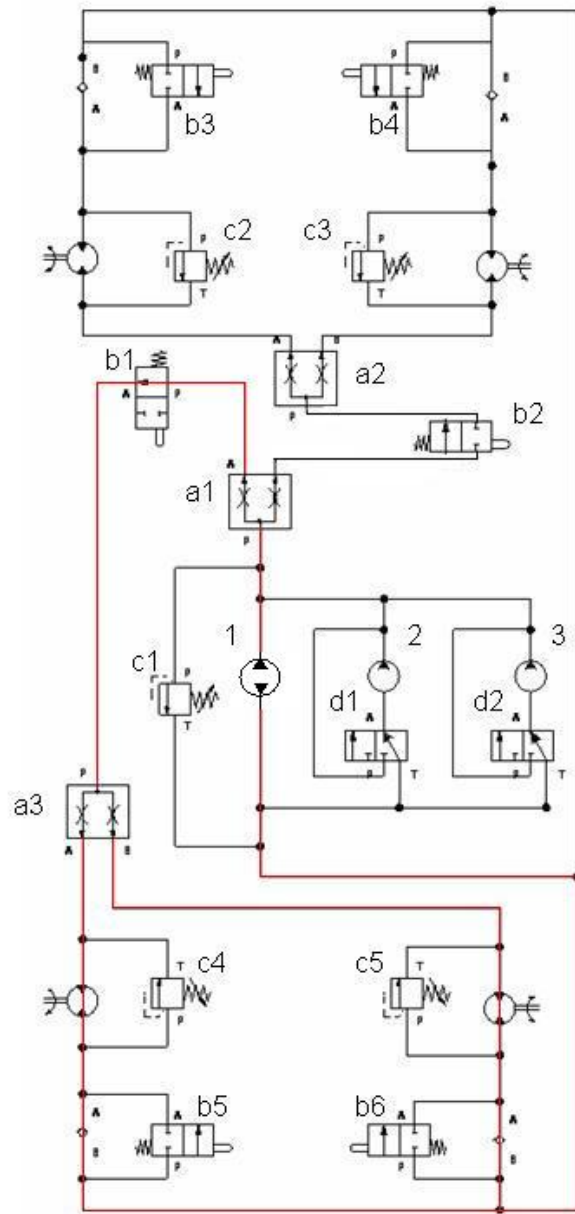 P P
B B
b3 A A b4
A A
c2 P P c3
T T
A B
b1 a2
A P P b2
A
a1
P
1 2 3
c1 P d1 A d2 A
T P T P T
P
a3
A B
c4 T T c5
P P
A b5 b6 A A
A
B P P B